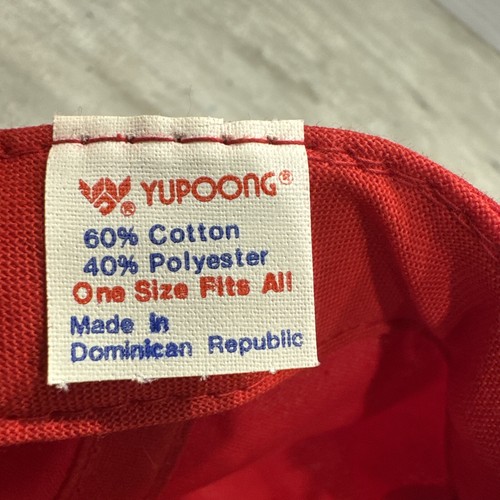 YUPOONG®
®
60% Cotton
40% Polyester
One Size Fits All
Made in
Dominican Republic